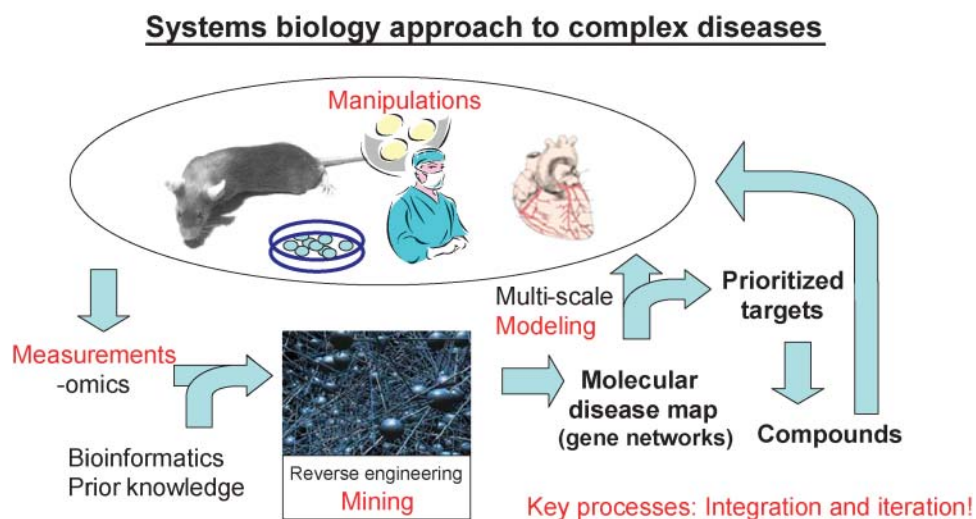 Systems biology approach to complex diseases
Manipulations
Multi-scale
Modeling
Prioritized
targets
Measurements
-omics
Molecular
disease map
(gene networks)
Compounds
Bioinformatics
Prior knowledge
Reverse engineering
Mining
Key processes: Integration and iteration!